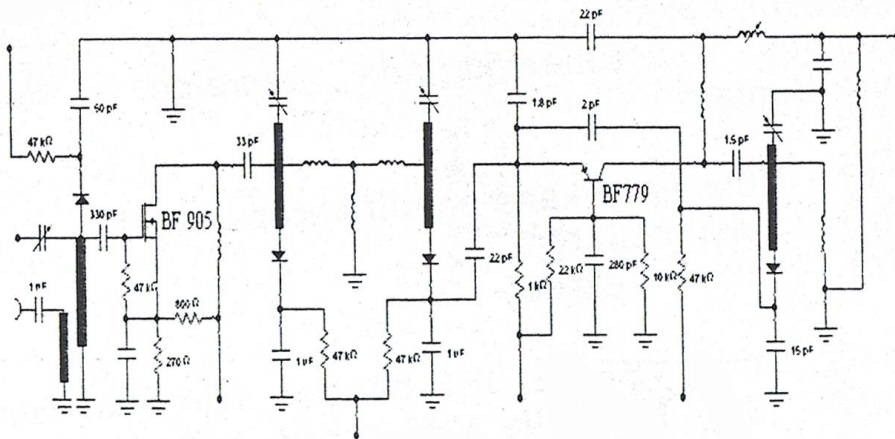 22 pF
60 pF
1.8 pF
2 pF
47 kΩ
33 pF
1.5 pF
BF 905
BF779
330 pF
22 pF
47 kΩ
800 Ω
1 kΩ
22 kΩ
280 pF
10 kΩ
47 kΩ
1 nF
270 Ω
1 nF
47 kΩ
47 kΩ
1 nF
15 pF